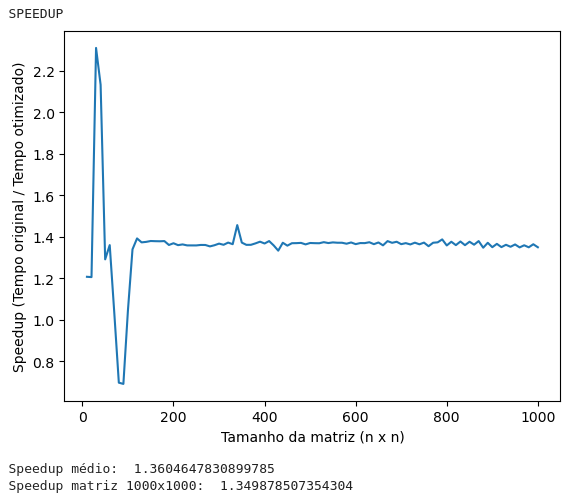 SPEEDUP
Speedup (Tempo original / Tempo otimizado)
2.2
2.0
1.8
1.6
1.4
1.2
1.0
0.8
0 200 400 600 800 1000
Tamanho da matriz (n x n)
Speedup médio: 1.3604647830899785
Speedup matriz 1000x1000: 1.349878507354304